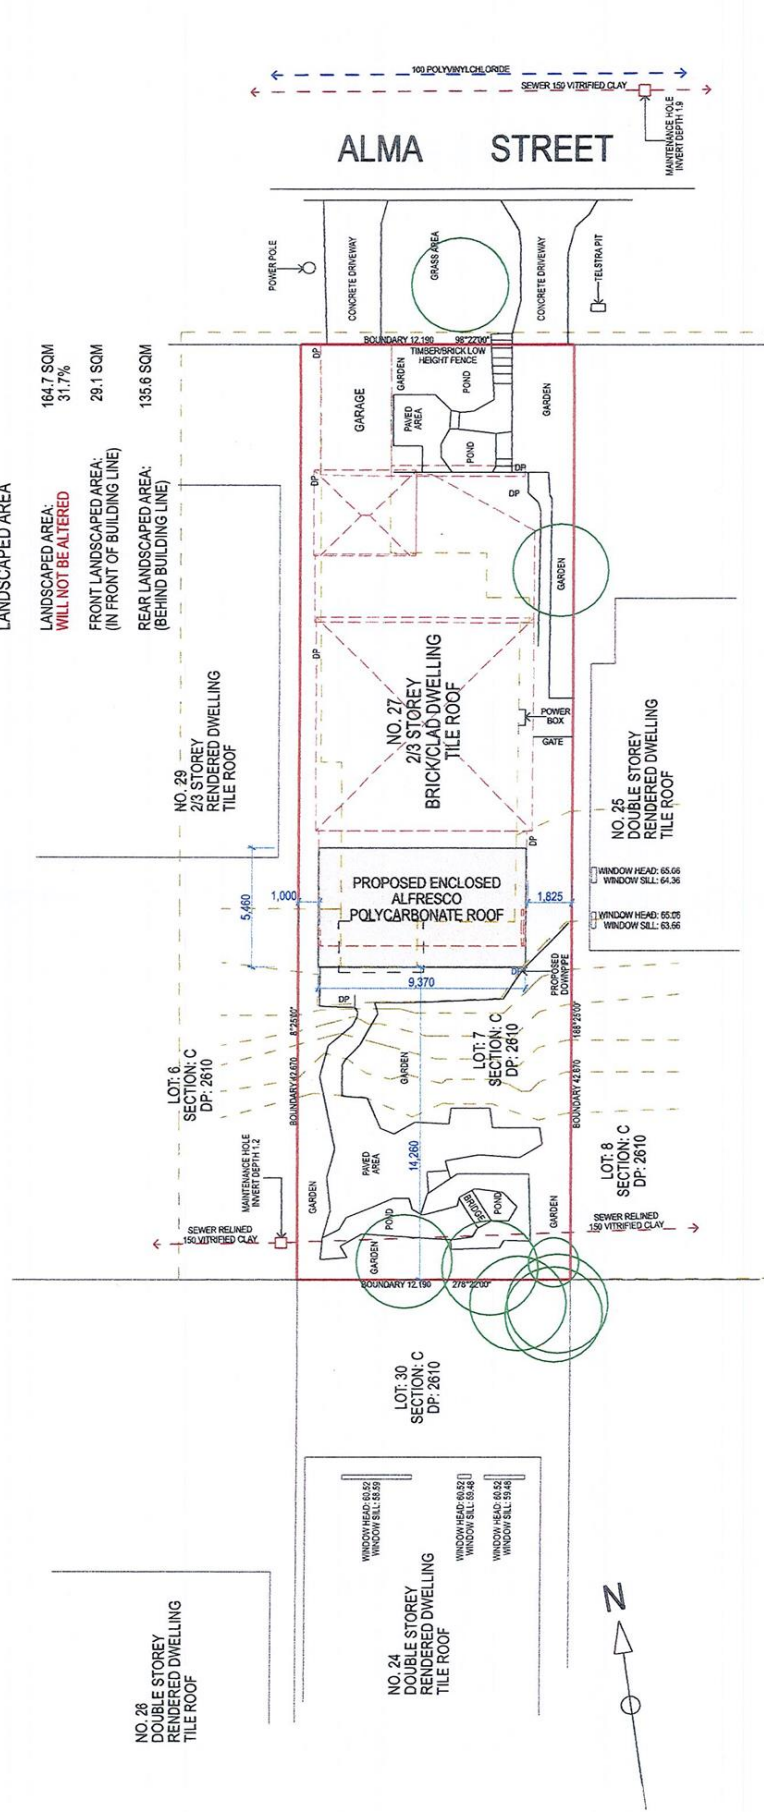 100 POLYVINYLCHLORIDE
SEWER 150 VITRIFIED CLAY
MAINTENANCE HOLE
INVERT DEPTH 1.9
ALMA STREET
POWER POLE
CONCRETE DRIVEWAY
GRASS AREA
CONCRETE DRIVEWAY
TELSTRA PIT
LANDSCAPED AREA
LANDSCAPED AREA: 164.7 SQM
WILL NOT BE ALTERED 31.7%
FRONT LANDSCAPED AREA: 29.1 SQM
(IN FRONT OF BUILDING LINE)
REAR LANDSCAPED AREA: 135.6 SQM
(BEHIND BUILDING LINE)
BOUNDARY 12.190 98°22'00"
TIMBER/BRICK LOW
HEIGHT FENCE
DP
GARAGE
GARDEN
POND
PAVED
AREA
POND
GARDEN
DP
DP
DP
GARDEN
DP
NO. 27
2/3 STOREY
BRICK/CLAD DWELLING
TILE ROOF
POWER
BOX
GATE
NO. 29
2/3 STOREY
RENDERED DWELLING
TILE ROOF
NO. 25
DOUBLE STOREY
RENDERED DWELLING
TILE ROOF
DP
WINDOW HEAD: 65.06
WINDOW SILL: 64.36
WINDOW HEAD: 65.06
WINDOW SILL: 63.66
5,460
1,000
PROPOSED ENCLOSED
ALFRESCO
POLYCARBONATE ROOF
1,825
9,370
DP
PROPOSED
DOWNPIPE
DP
8°25'00"
BOUNDARY 42.670
188°25'00"
BOUNDARY 42.670
LOT: 6
SECTION: C
DP: 2610
GARDEN
LOT: 7
SECTION: C
DP: 2610
LOT: 8
SECTION: C
DP: 2610
14,260
PAVED
AREA
MAINTENANCE HOLE
INVERT DEPTH 1.2
GARDEN
POND
BRIDGE
POND
GARDEN
SEWER RELINED
150 VITRIFIED CLAY
SEWER RELINED
150 VITRIFIED CLAY
GARDEN
BOUNDARY 12.190 278°22'00"
LOT: 30
SECTION: C
DP: 2610
WINDOW HEAD: 60.52
WINDOW SILL: 58.59
WINDOW HEAD: 60.52
WINDOW SILL: 59.48
WINDOW HEAD: 60.52
WINDOW SILL: 59.48
NO. 24
DOUBLE STOREY
RENDERED DWELLING
TILE ROOF
NO. 26
DOUBLE STOREY
RENDERED DWELLING
TILE ROOF
N